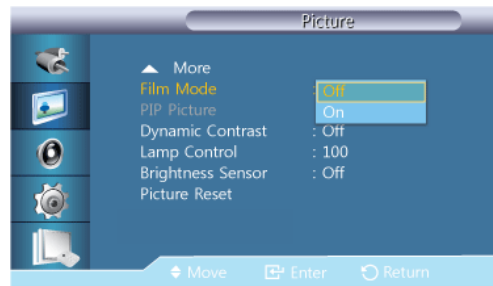 Picture
▲ More
Film Mode : Off
PIP Picture On
Dynamic Contrast : Off
Lamp Control : 100
Brightness Sensor : Off
Picture Reset
Move Enter Return